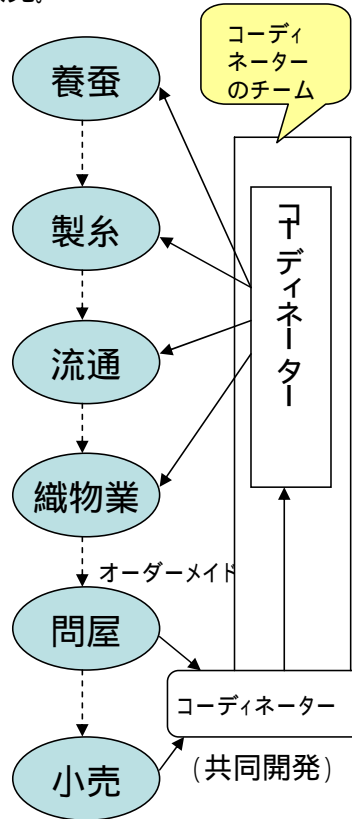 コーディ
ネーター
のチーム
養蚕
製糸
流通
織物業
オーダーメイド
問屋
小売
コーディネーター
コーディネーター
(共同開発)